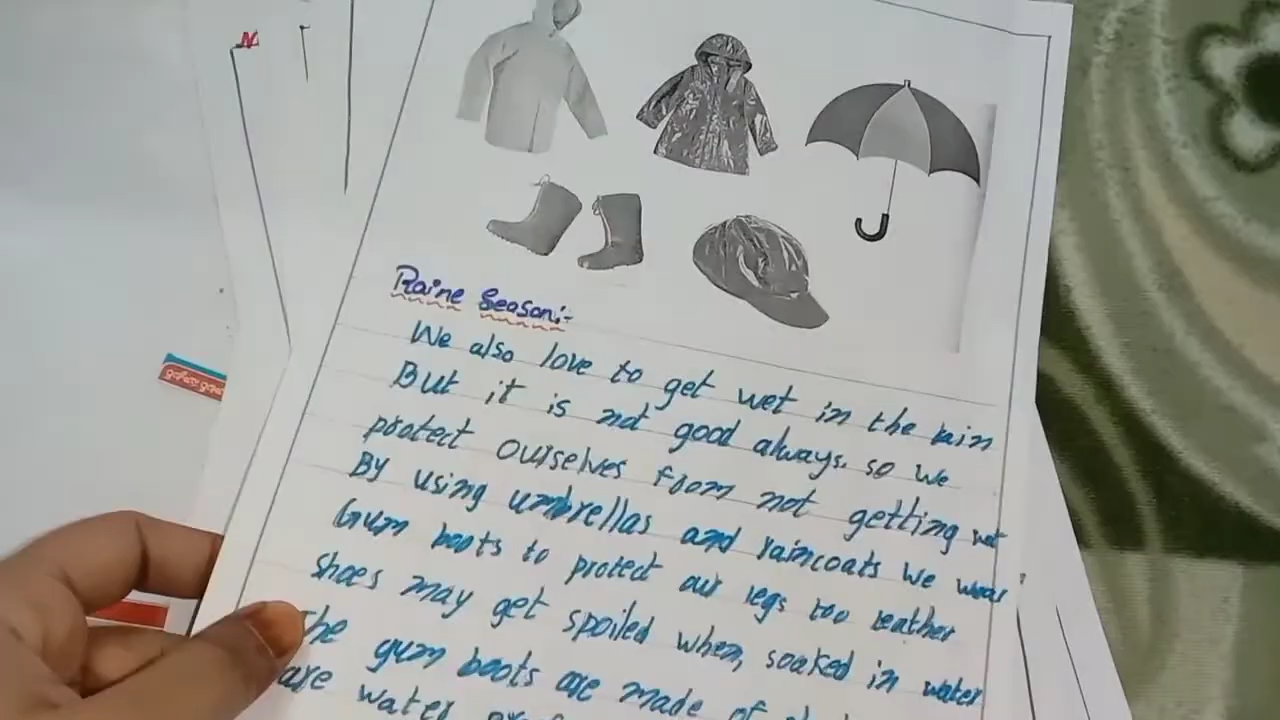 N
Raine Season:-
We also love to get wet in the rain
But it is not good always. so we
protect ourselves from not getting wet
By using umbrellas and raincoats we wear
Gum boots to protect our legs too leather
shoes may get spoiled when, soaked in water
The gum boots are made of
are water